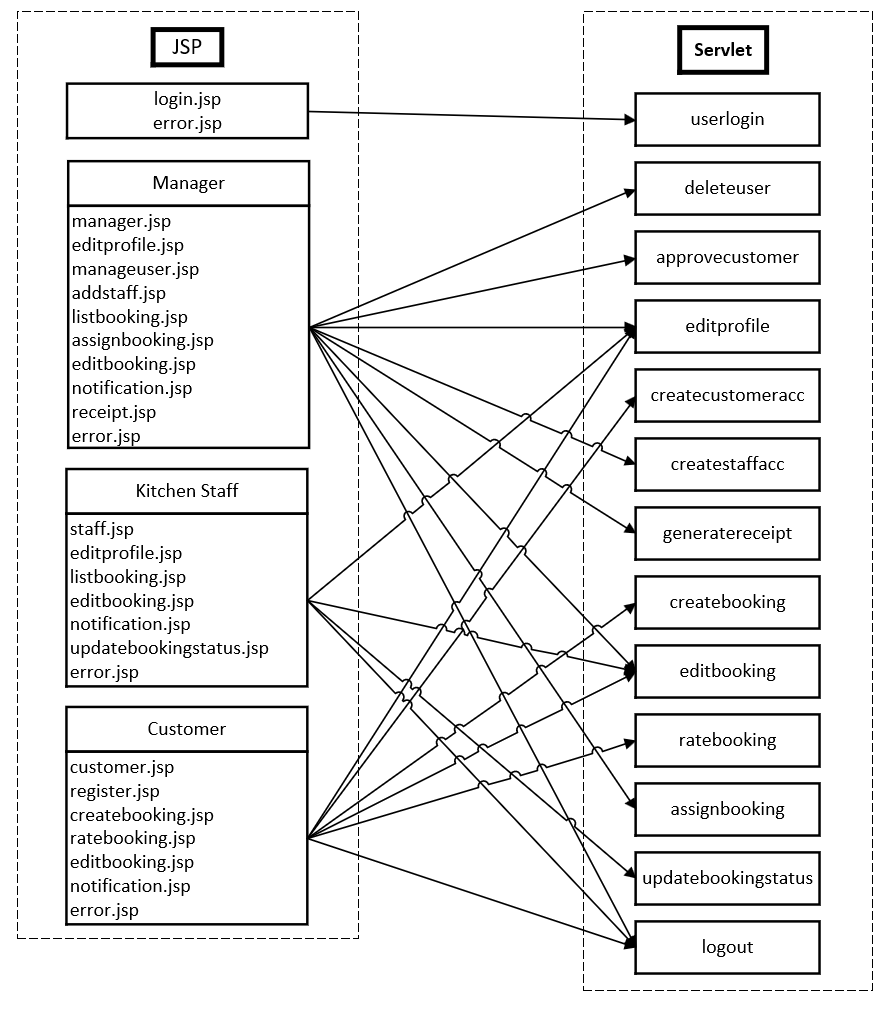 JSP
login.jsp
error.jsp
Manager
manager.jsp
editprofile.jsp
manageuser.jsp
addstaff.jsp
listbooking.jsp
assignbooking.jsp
editbooking.jsp
notification.jsp
receipt.jsp
error.jsp
Kitchen Staff
staff.jsp
editprofile.jsp
listbooking.jsp
editbooking.jsp
notification.jsp
updatebookingstatus.jsp
error.jsp
Customer
customer.jsp
register.jsp
createbooking.jsp
ratebooking.jsp
editbooking.jsp
notification.jsp
error.jsp
Servlet
userlogin
deleteuser
approvecustomer
editprofile
createcustomeracc
createstaffacc
generatereceipt
createbooking
editbooking
ratebooking
assignbooking
updatebookingstatus
logout